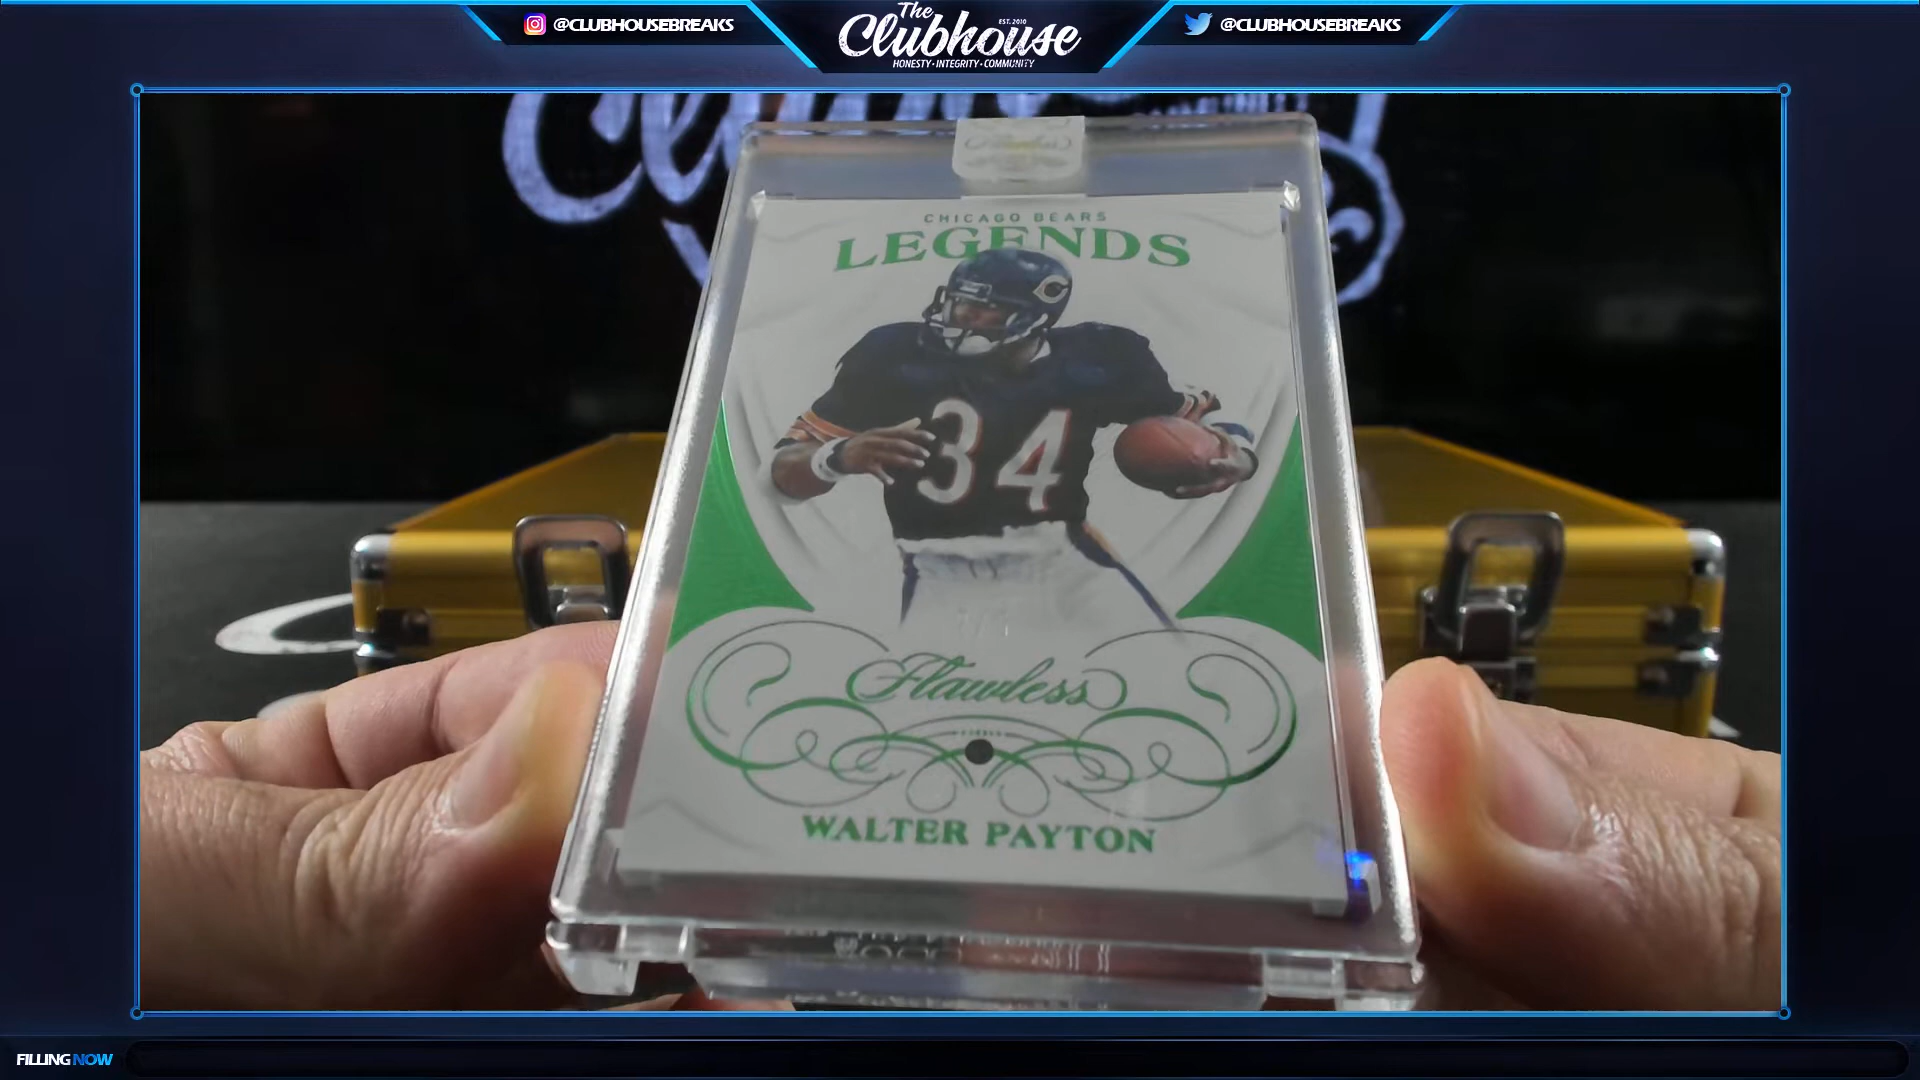 @CLUBHOUSEBREAKS
The
Clubhouse
EST. 2010
HONESTY • INTEGRITY • COMMUNITY
@CLUBHOUSEBREAKS
CHICAGO BEARS
LEGENDS
34
Flawless
WALTER PAYTON
FILLING NOW